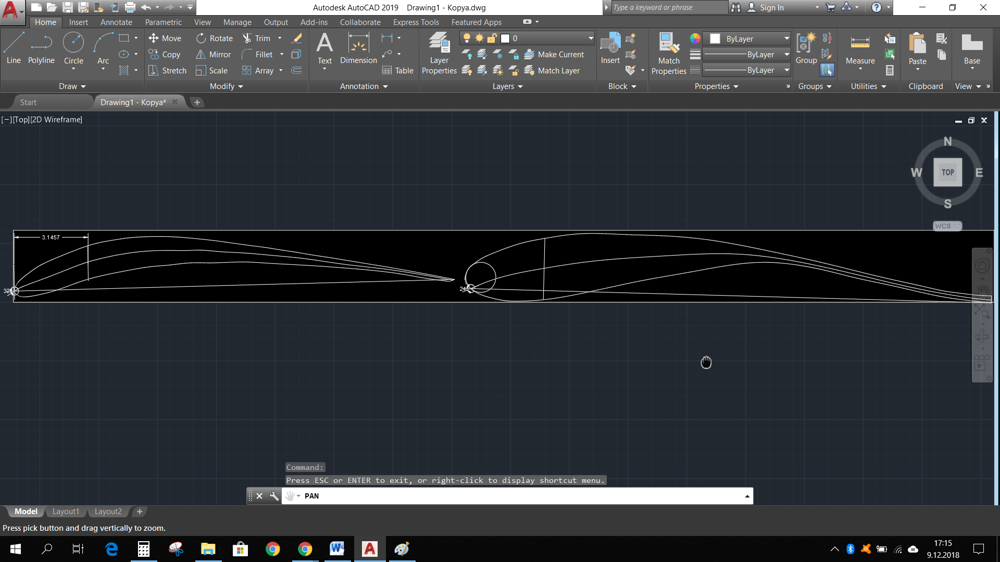 Autodesk AutoCAD 2019 Drawing1 - Kopya.dwg
Type a keyword or phrase
Sign In
Home Insert Annotate Parametric View Manage Output Add-ins Collaborate Express Tools Featured Apps
Line Polyline Circle Arc
Move Rotate Trim
Copy Mirror Fillet
Stretch Scale Array
Text Dimension Table
Layer Properties
0
Make Current
Match Layer
Insert
Match Properties
ByLayer
ByLayer
ByLayer
Group
Measure
Paste
Base
Draw Modify Annotation Layers Block Properties Groups Utilities Clipboard View
Start Drawing1 - Kopya*
[−][Top][2D Wireframe]
N
W TOP E
S
WCS
3.1457
Command:
Press ESC or ENTER to exit, or right-click to display shortcut menu.
PAN
Model Layout1 Layout2
Press pick button and drag vertically to zoom.
17:15
9.12.2018